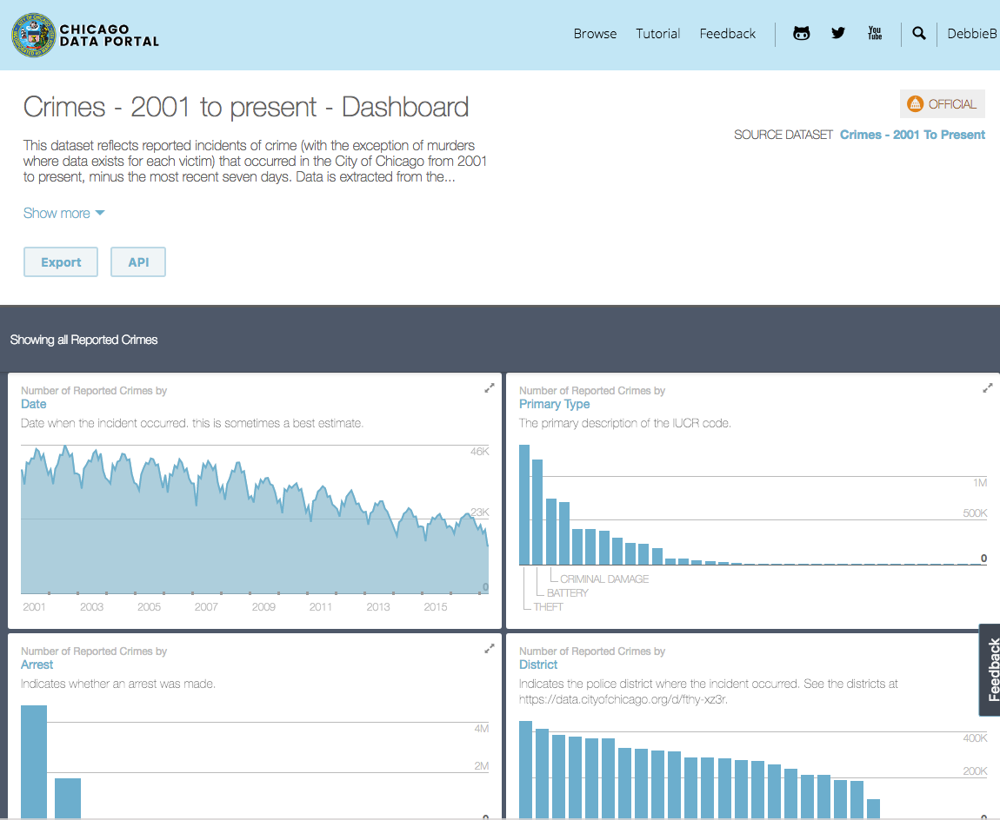 CHICAGO
DATA PORTAL
Browse Tutorial Feedback You Tube DebbieB
Crimes - 2001 to present - Dashboard
OFFICIAL
SOURCE DATASET Crimes - 2001 To Present
This dataset reflects reported incidents of crime (with the exception of murders
where data exists for each victim) that occurred in the City of Chicago from 2001
to present, minus the most recent seven days. Data is extracted from the...
Show more
Export API
Showing all Reported Crimes
Number of Reported Crimes by
Date
Date when the incident occurred. this is sometimes a best estimate.
46K
23K
0
2001 2003 2005 2007 2009 2011 2013 2015
Number of Reported Crimes by
Primary Type
The primary description of the IUCR code.
1M
500K
0
CRIMINAL DAMAGE
BATTERY
THEFT
Number of Reported Crimes by
Arrest
Indicates whether an arrest was made.
4M
2M
0
Number of Reported Crimes by
District
Indicates the police district where the incident occurred. See the districts at
https://data.cityofchicago.org/d/fthy-xz3r.
400K
200K
0
Feedback